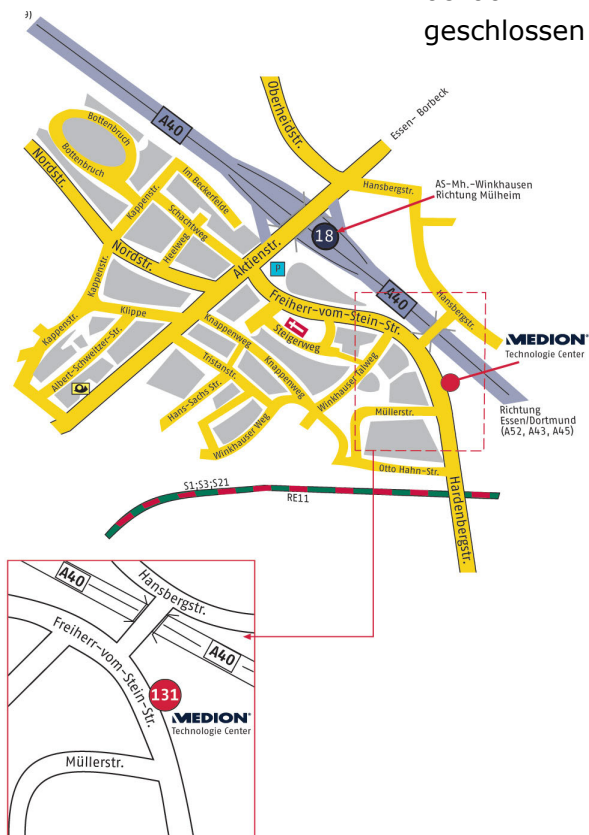 geschlossen
A40
Oberheidstr.
Essen- Borbeck
Bottenbruch
Bottenbruch
Nordstr.
Im Beckerfelde
Kappenstr.
Schachtweg
Heelweg
Hansbergstr.
AS-Mh.-Winkhausen
Richtung Mülheim
18
Aktienstr.
Nordstr.
P
Kappenstr.
A40
Hansbergstr.
Freiherr-vom-Stein-Str.
Klippe
Knappenweg
Steigerweg
Kappenstr.
Albert-Schweitzer-Str.
Tristanstr.
Knappenweg
Winkhauser Talweg
MEDION®
Technologie Center
Hans-Sachs Str.
Winkhauser Weg
Müllerstr.
Richtung
Essen/Dortmund
(A52, A43, A45)
Otto Hahn-Str.
Hardenbergstr.
S1;S3;S21
RE11
A40
Hansbergstr.
Freiherr-vom-Stein-Str.
A40
131
MEDION®
Technologie Center
Müllerstr.